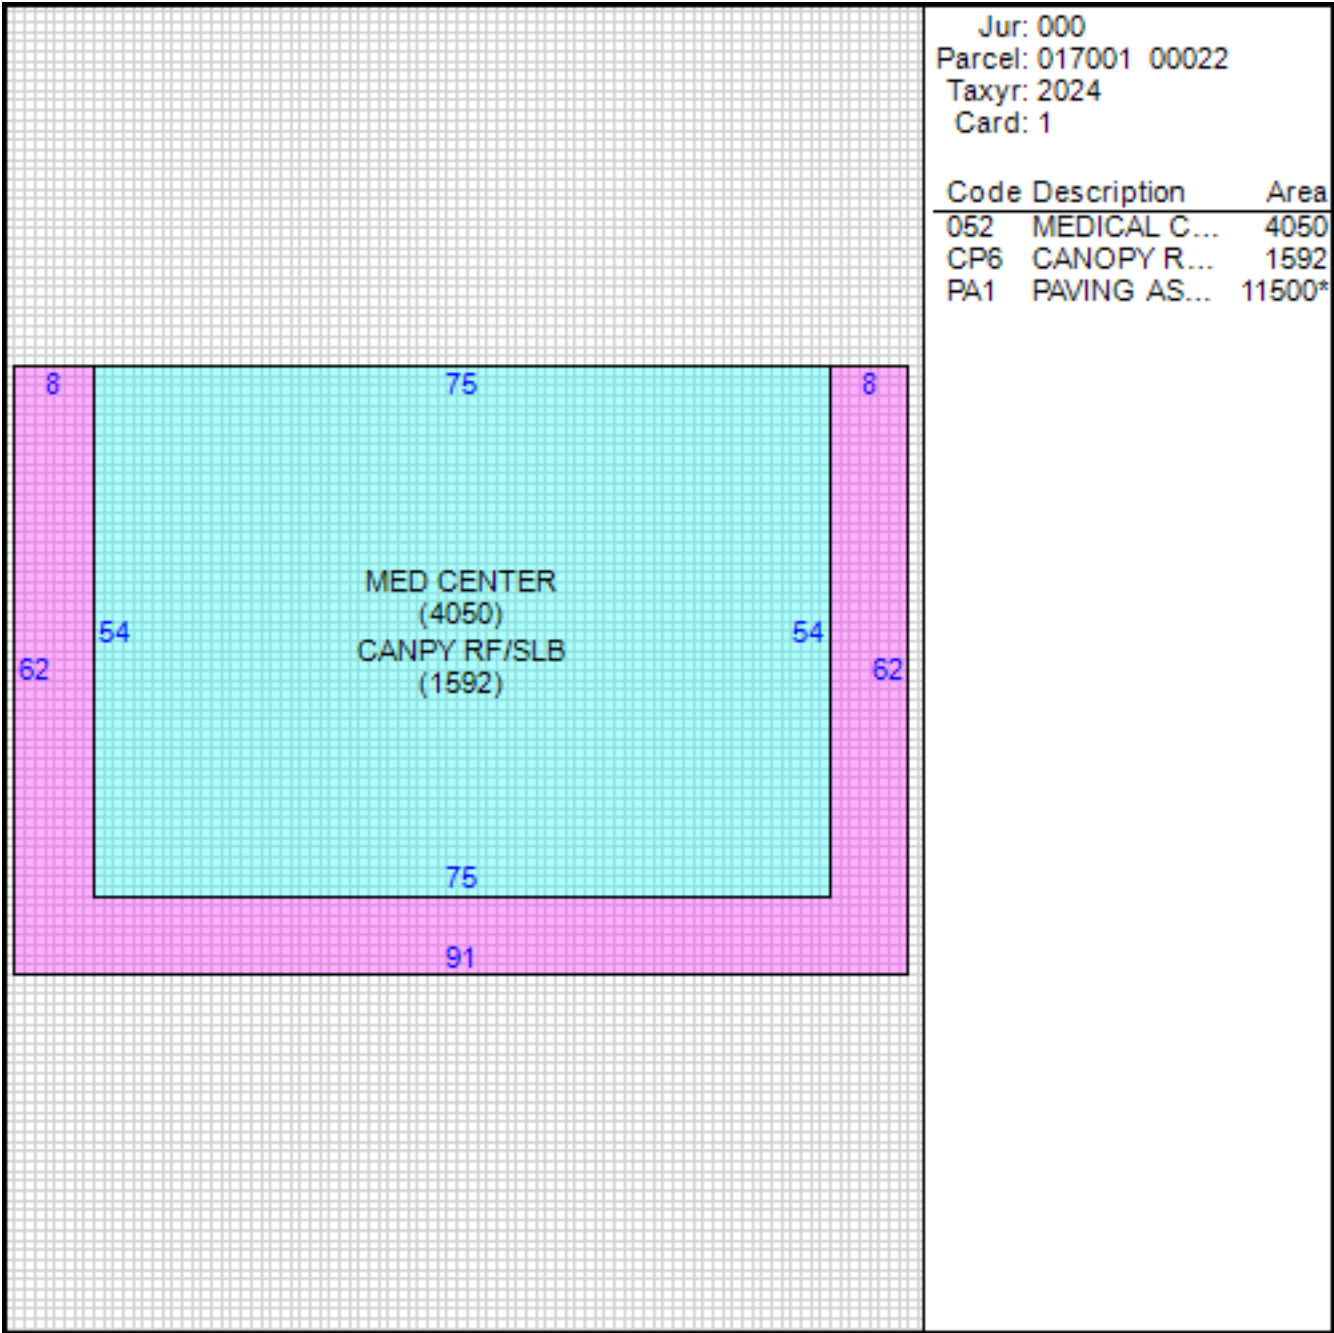 Jur: 000
Parcel: 017001 00022
Taxyr: 2024
Card: 1
Code Description Area
052 MEDICAL C... 4050
CP6 CANOPY R... 1592
PA1 PAVING AS... 11500*
8 75 8
MED CENTER
(4050)
54 54
CANPY RF/SLB
62 62
(1592)
75
91